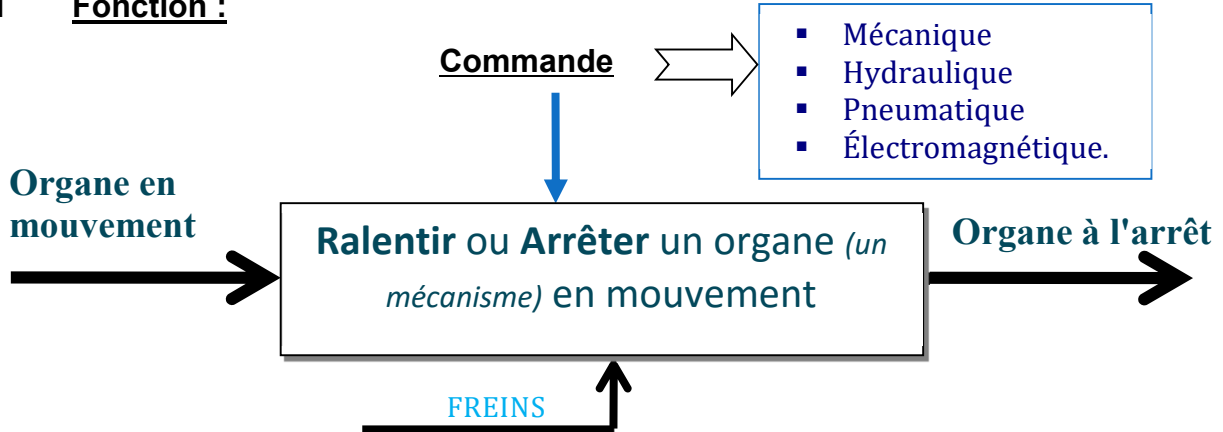 Fonction :
Commande
▪ Mécanique
▪ Hydraulique
▪ Pneumatique
▪ Électromagnétique.
Organe en
mouvement
Ralentir ou Arrêter un organe (un
mécanisme) en mouvement
Organe à l'arrêt
FREINS